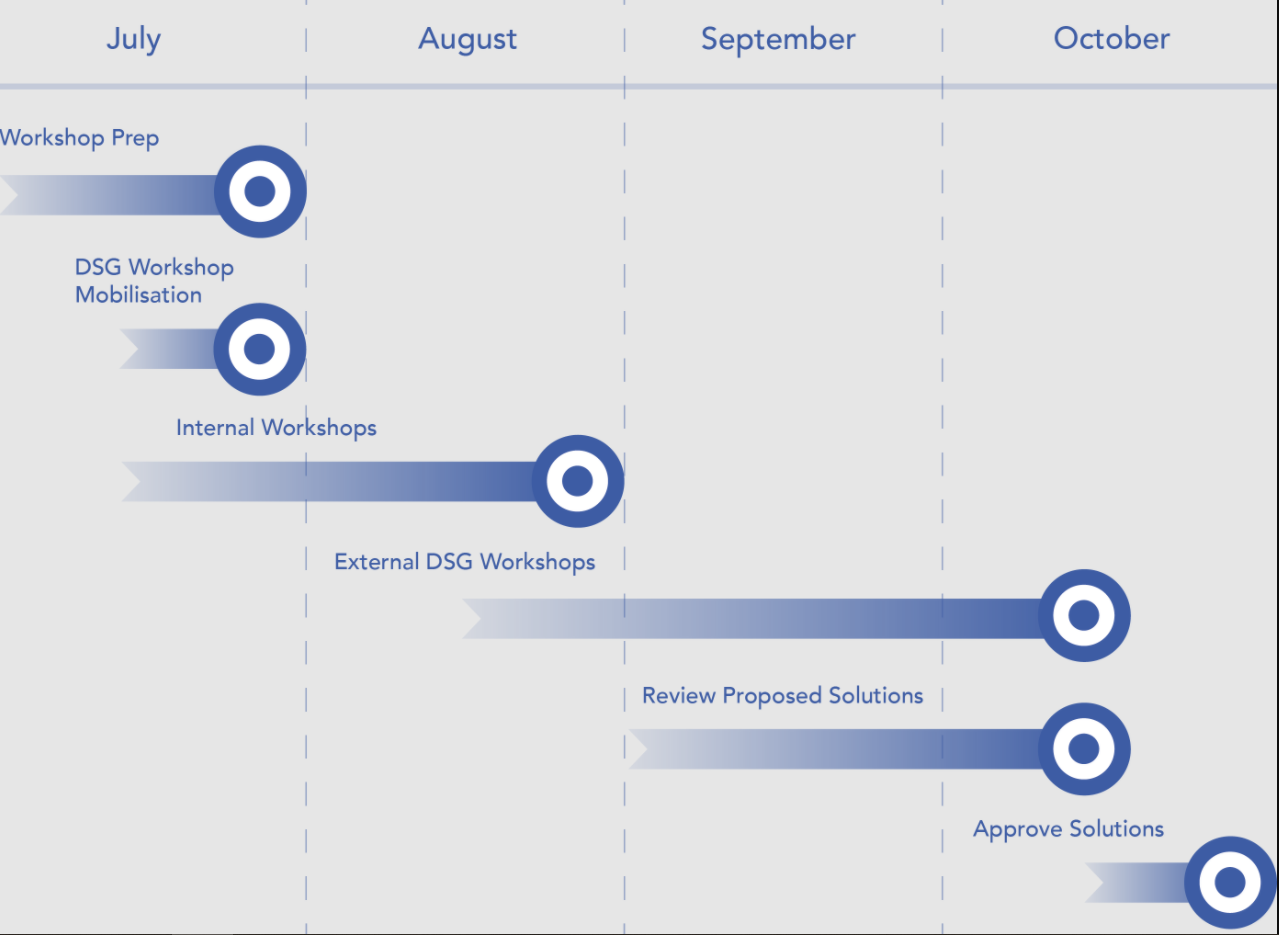 July
August
September
October
Workshop Prep
DSG Workshop
Mobilisation
Internal Workshops
External DSG Workshops
Review Proposed Solutions
Approve Solutions